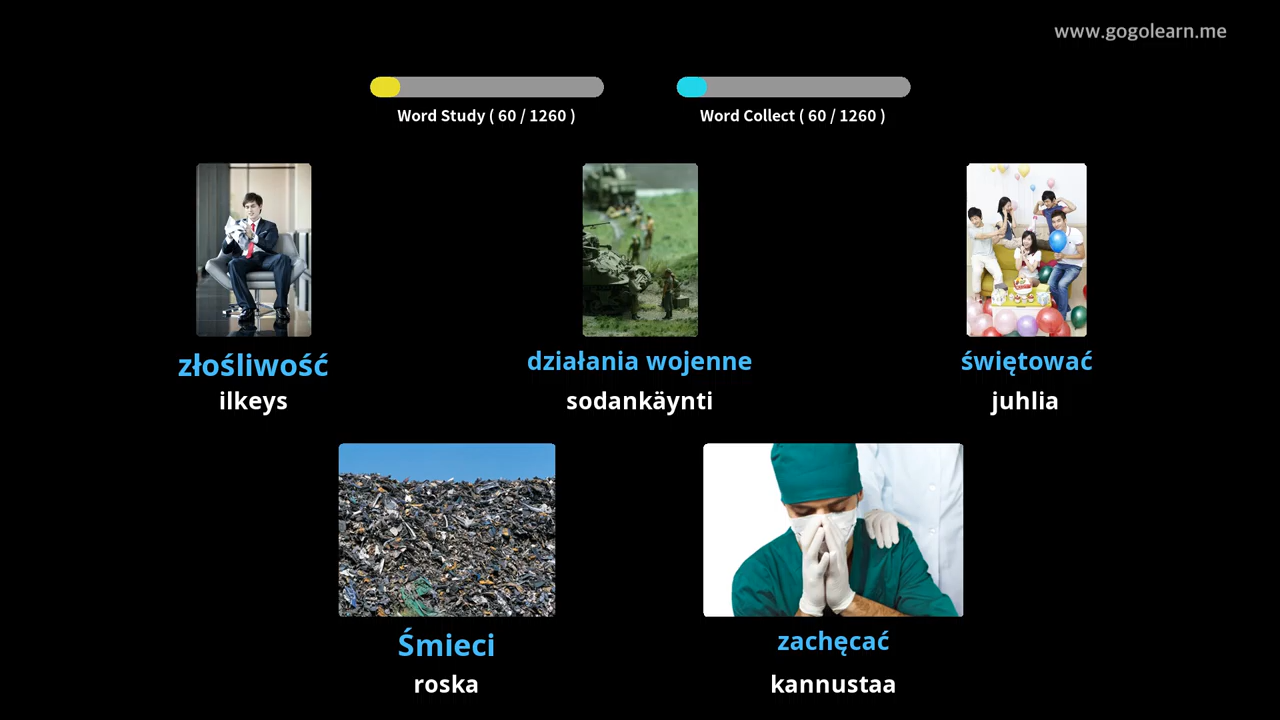 www.gogolearn.me
Word Study ( 60 / 1260 )
Word Collect ( 60 / 1260 )
złośliwość
działania wojenne
świętować
ilkeys
sodankäynti
juhlia
Śmieci
zachęcać
roska
kannustaa